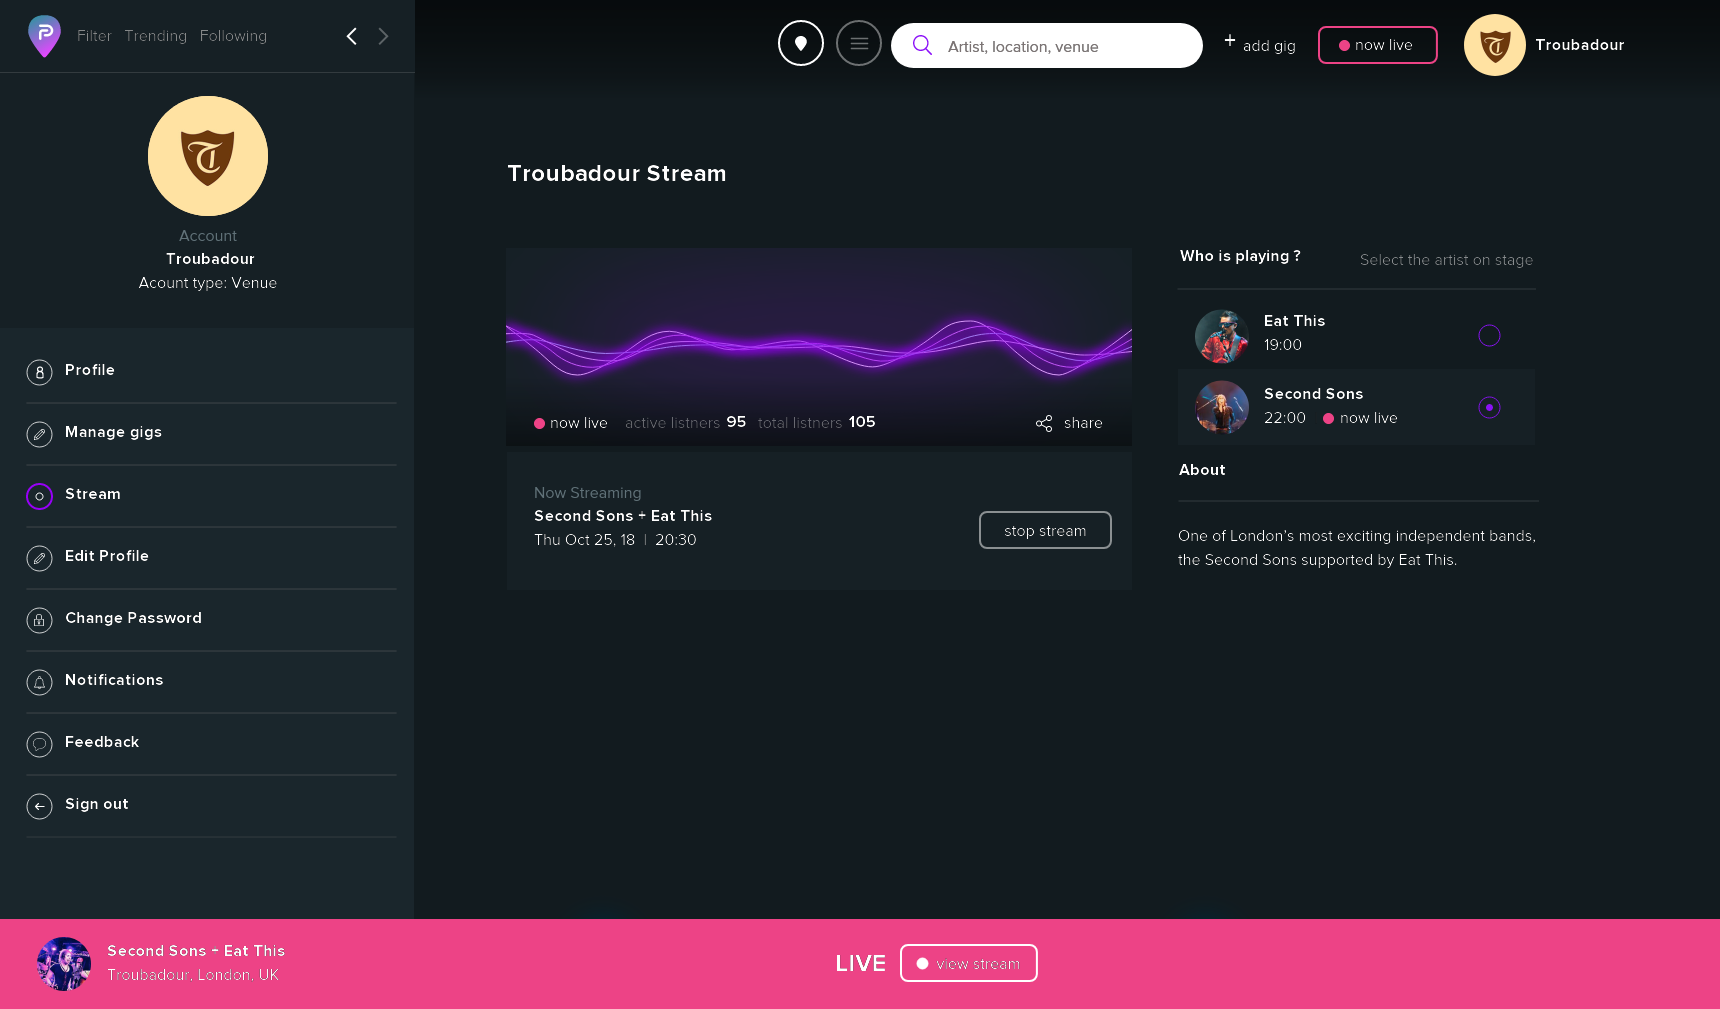 Filter Trending Following
Artist, location, venue
+ add gig
now live
Troubadour
Account
Troubadour
Acount type: Venue
Profile
Manage gigs
Stream
Edit Profile
Change Password
Notifications
Feedback
Sign out
Troubadour Stream
now live active listners 95 total listners 105
share
Now Streaming
Second Sons + Eat This
Thu Oct 25, 18 | 20:30
stop stream
Who is playing ?
Select the artist on stage
Eat This
19:00
Second Sons
22:00 now live
About
One of London's most exciting independent bands,
the Second Sons supported by Eat This.
Second Sons + Eat This
Troubadour, London, UK
LIVE
view stream